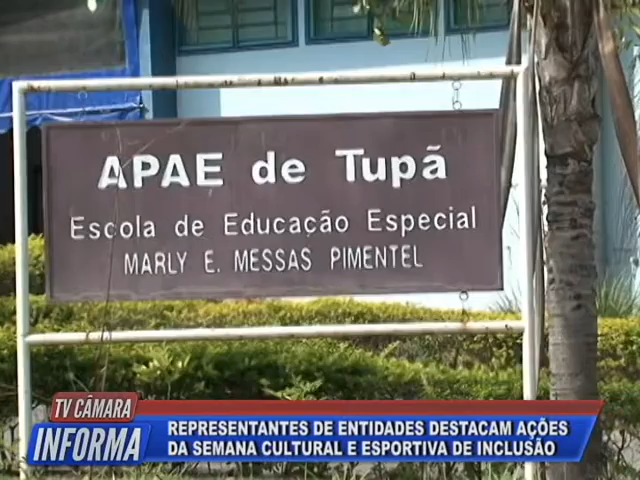 APAE de Tupã
Escola de Educação Especial
MARLY E. MESSAS PIMENTEL
TV CÂMARA
INFORMA
REPRESENTANTES DE ENTIDADES DESTACAM AÇÕES
DA SEMANA CULTURAL E ESPORTIVA DE INCLUSÃO